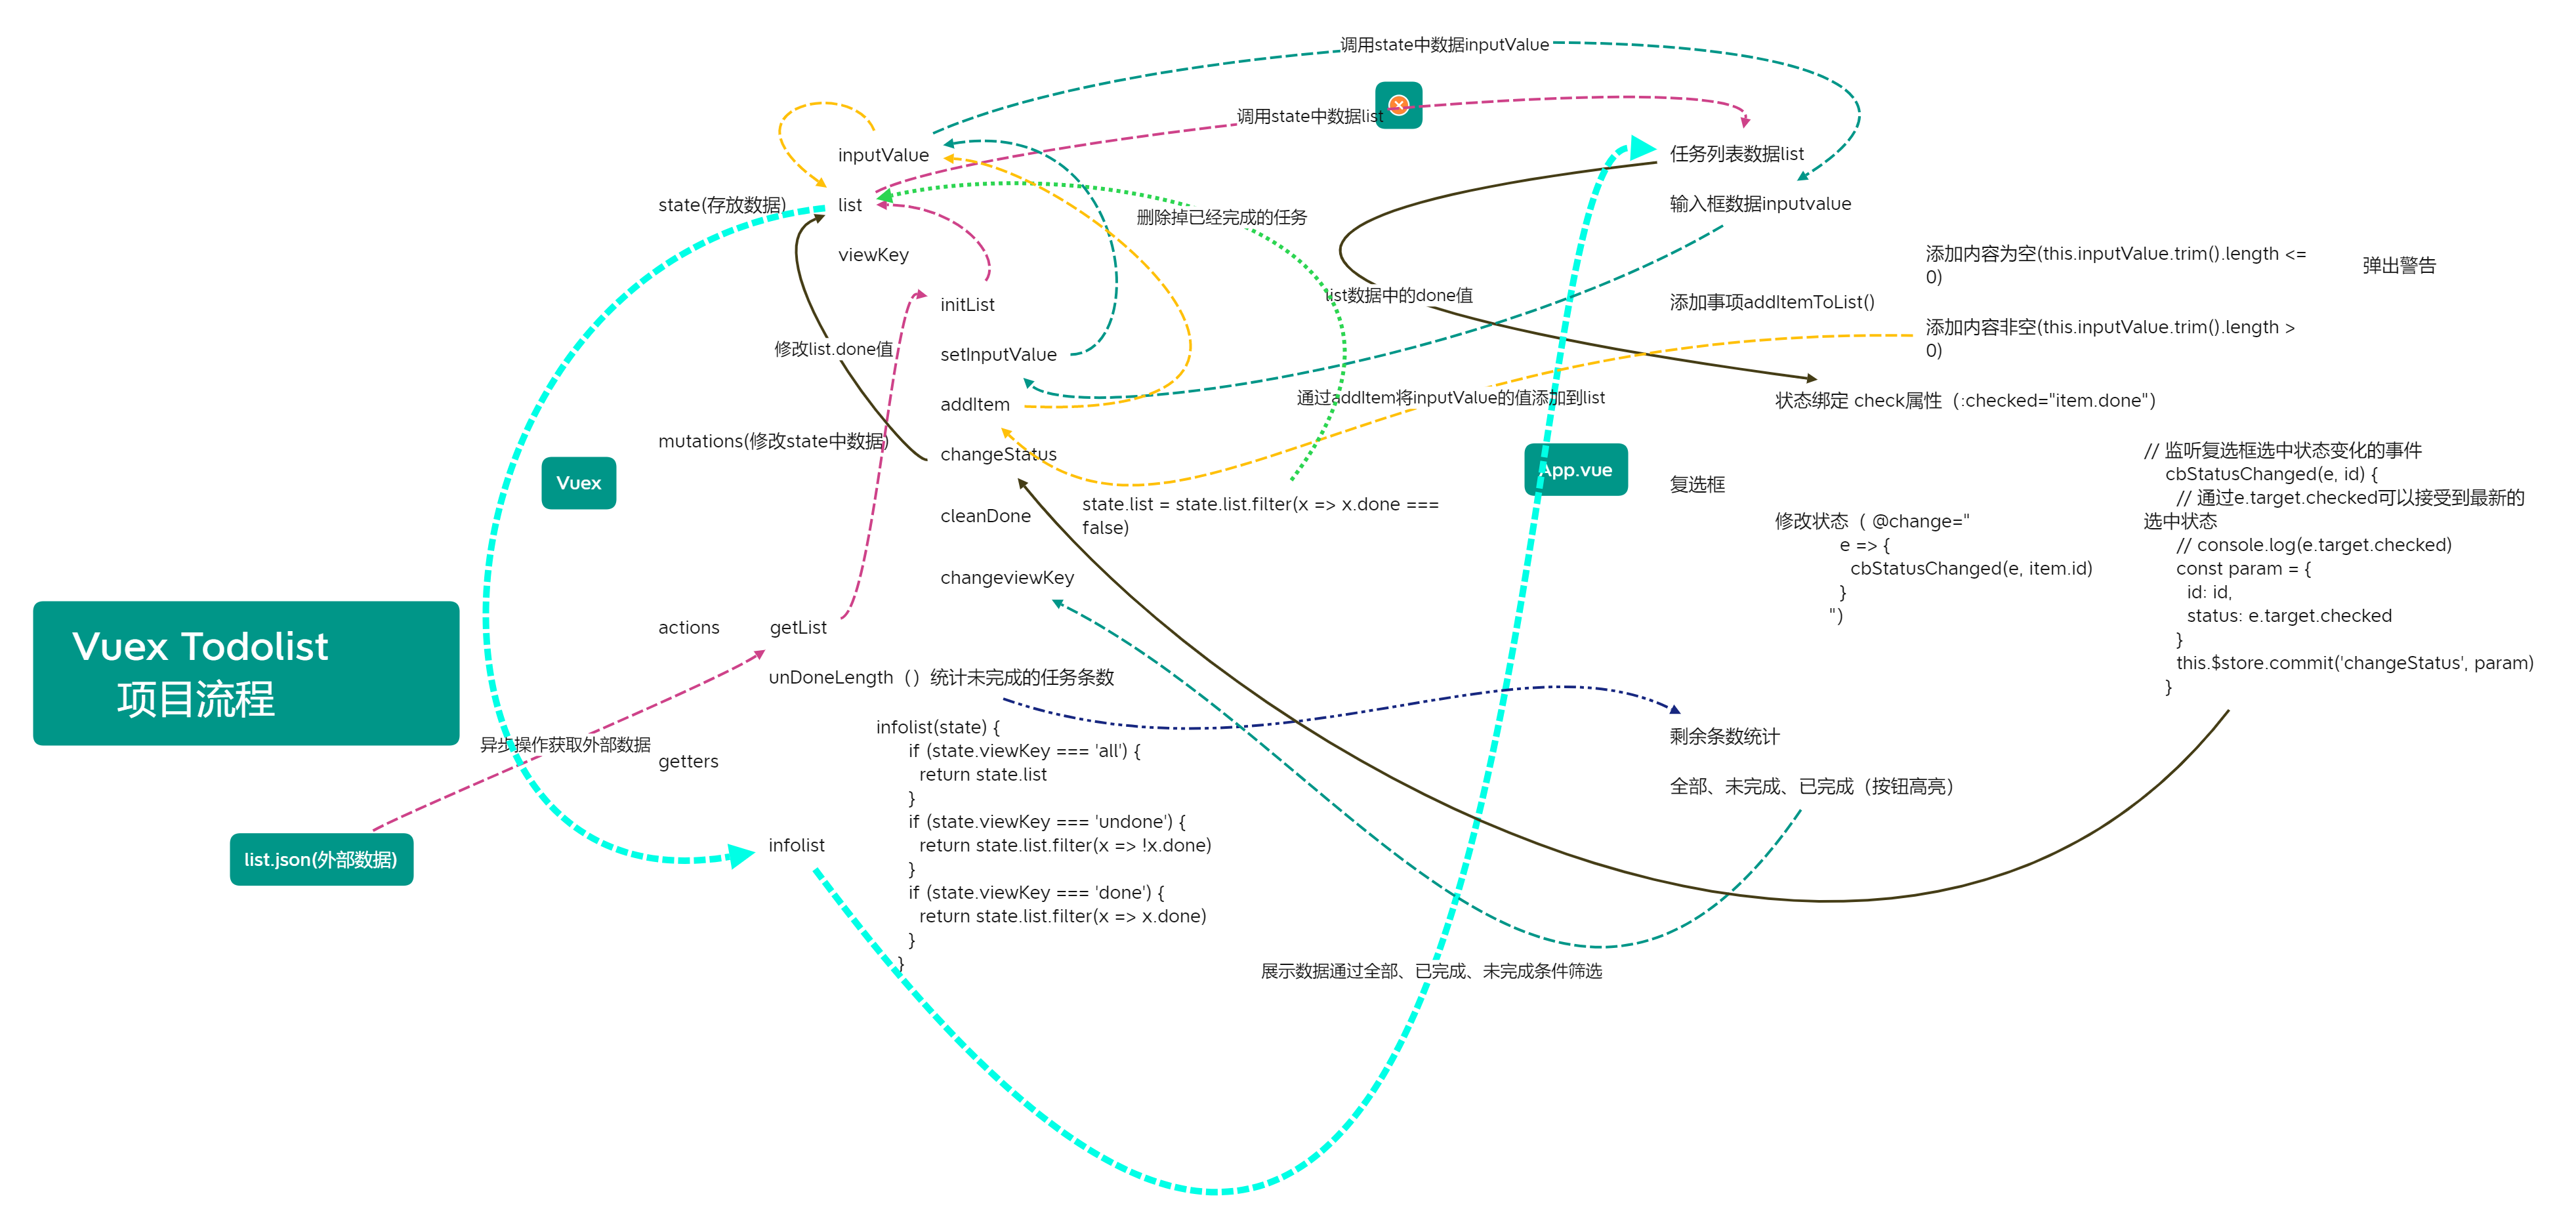 Vuex Todolist
项目流程
list.json(外部数据)
异步操作获取外部数据
Vuex
state(存放数据)
inputValue
list
viewKey
mutations(修改state中数据)
initList
setInputValue
addItem
changeStatus
cleanDone
state.list = state.list.filter(x => x.done ===
false)
changeviewKey
修改list.done值
actions
getList
getters
unDoneLength（）统计未完成的任务条数
infolist
infolist(state) {
if (state.viewKey === 'all') {
return state.list
}
if (state.viewKey === 'undone') {
return state.list.filter(x => !x.done)
}
if (state.viewKey === 'done') {
return state.list.filter(x => x.done)
}
}
调用state中数据inputValue
调用state中数据list
删除掉已经完成的任务
list数据中的done值
通过addItem将inputValue的值添加到list
展示数据通过全部、已完成、未完成条件筛选
App.vue
任务列表数据list
输入框数据inputvalue
添加事项addItemToList()
添加内容为空(this.inputValue.trim().length <=
0)
弹出警告
添加内容非空(this.inputValue.trim().length >
0)
复选框
状态绑定 check属性（:checked="item.done"）
修改状态（ @change="
e => {
cbStatusChanged(e, item.id)
}
"）
// 监听复选框选中状态变化的事件
cbStatusChanged(e, id) {
// 通过e.target.checked可以接受到最新的
选中状态
// console.log(e.target.checked)
const param = {
id: id,
status: e.target.checked
}
this.$store.commit('changeStatus', param)
}
剩余条数统计
全部、未完成、已完成（按钮高亮）